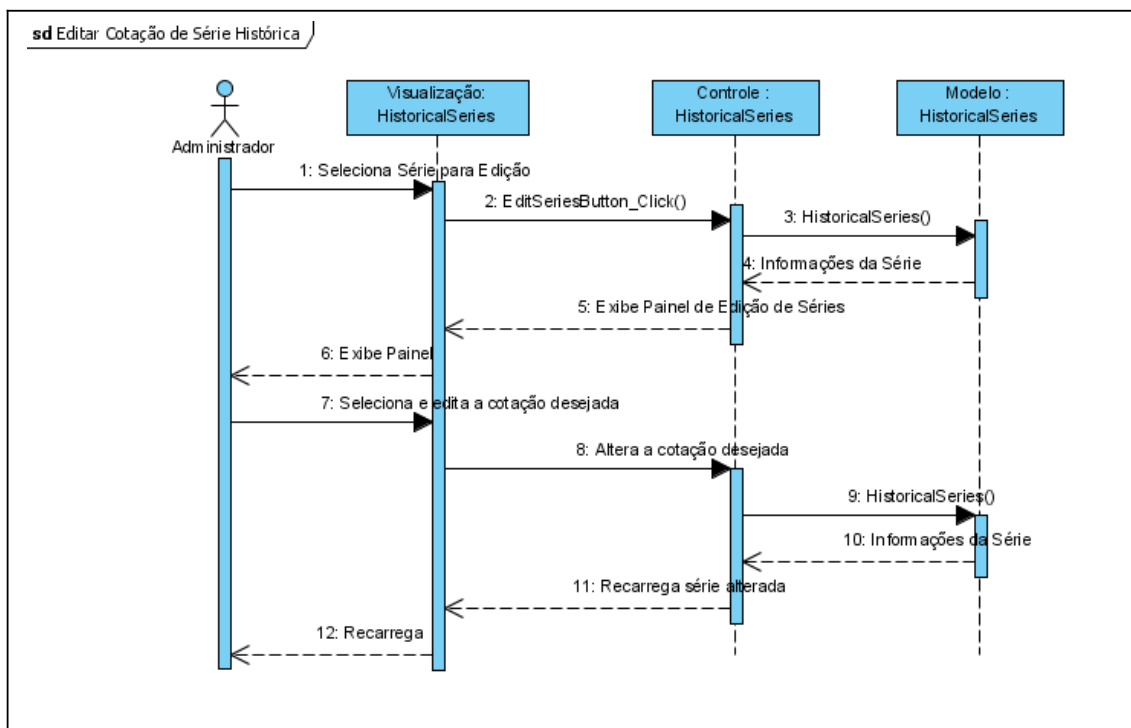 sd Editar Cotação de Série Histórica
Visualização:
HistoricalSeries
Controle :
HistoricalSeries
Modelo :
HistoricalSeries
Administrador
1: Seleciona Série para Edição
2: EditSeriesButton_Click()
3: HistoricalSeries()
4: Informações da Série
5: Exibe Painel de Edição de Séries
6: Exibe Painel
7: Seleciona e edita a cotação desejada
8: Altera a cotação desejada
9: HistoricalSeries()
10: Informações da Série
11: Recarrega série alterada
12: Recarrega